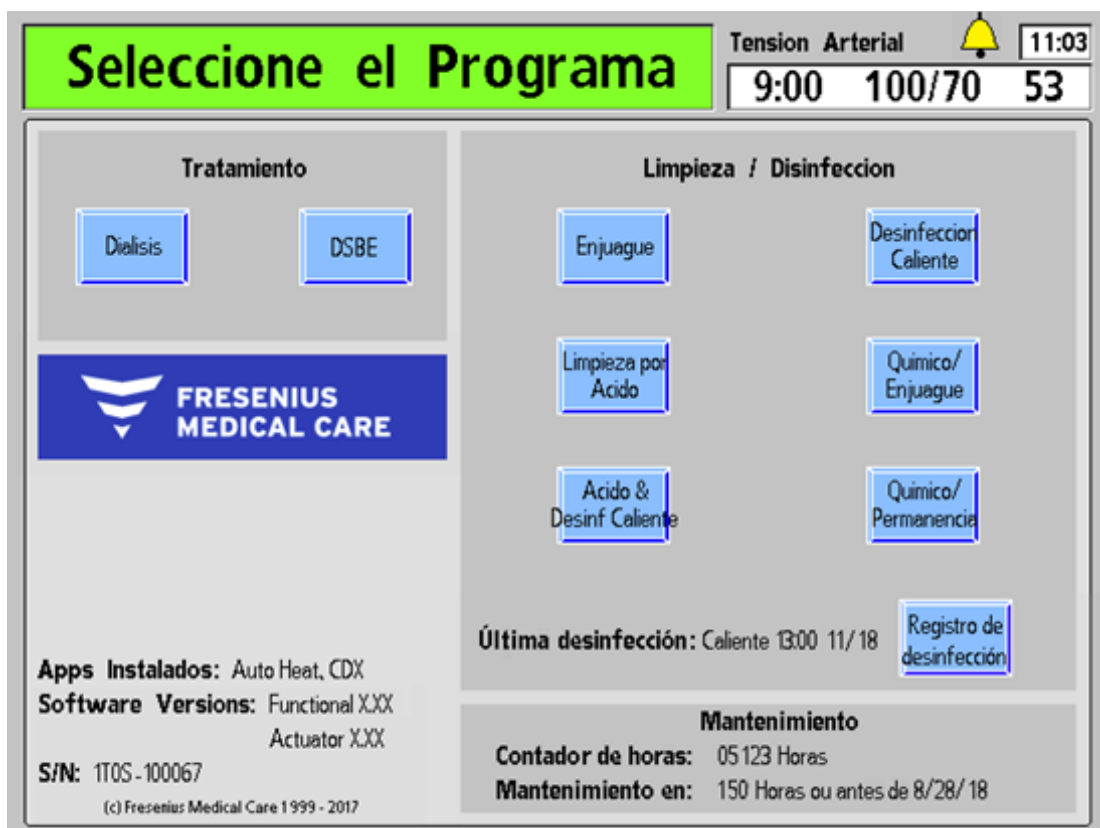 Seleccione el Programa
Tension Arterial
11:03
9:00 100/70 53
Tratamiento
Dialisis
DSBE
FRESENIUS
MEDICAL CARE
Apps Instalados: Auto Heat, CDX
Software Versions: Functional X.XX
Actuator X.XX
S/N: 1T0S-100067
(c) Fresenius Medical Care 1999 - 2017
Limpieza / Disinfeccion
Enjuague
Desinfeccion
Caliente
Limpieza por
Acido
Quimico/
Enjuague
Acido &
Desinf Caliente
Quimico/
Permanencia
Última desinfección: Caliente 13:00 11/18
Registro de
desinfección
Mantenimiento
Contador de horas: 05123 Horas
Mantenimiento en: 150 Horas ou antes de 8/28/18